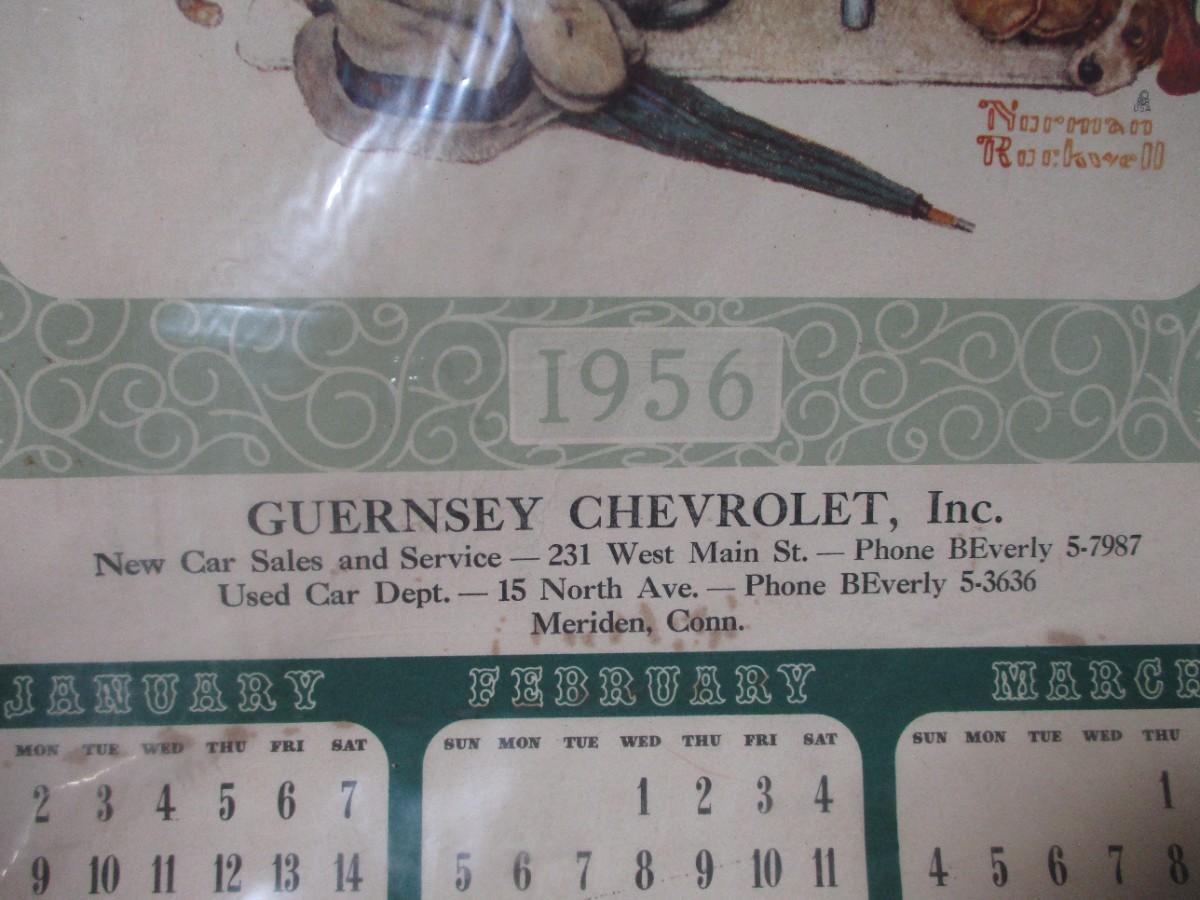 Norman
Rockwell
1956
GUERNSEY CHEVROLET, Inc.
New Car Sales and Service — 231 West Main St. — Phone BEverly 5-7987
Used Car Dept. — 15 North Ave. — Phone BEverly 5-3636
Meriden, Conn.
JANUARY FEBRUARY MARCH
MON TUE WED THU FRI SAT SUN MON TUE WED THU FRI SAT SUN MON TUE WED THU
2 3 4 5 6 7 1 2 3 4 1
9 10 11 12 13 14 5 6 7 8 9 10 11 4 5 6 7 8